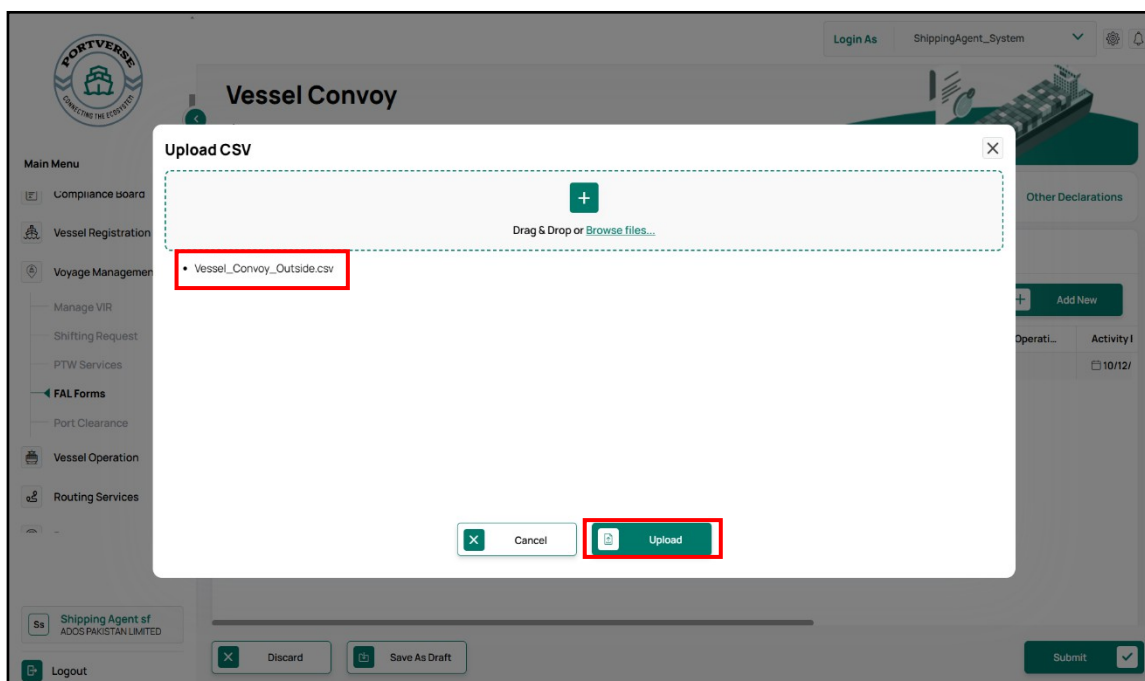 PORTVERSE
CONNECTING THE ECOSYSTEM
Login As
ShippingAgent_System
Vessel Convoy
Upload CSV
Main Menu
Compliance Board
Other Declarations
Drag & Drop or Browse files...
Vessel Registration
• Vessel_Convoy_Outside.csv
Voyage Managemen
Add New
Manage VIR
Shifting Request
Operati...
Activity
PTW Services
10/12/
FAL Forms
Port Clearance
Vessel Operation
Routing Services
Cancel
Upload
Ss
Shipping Agent sf
ADOS PAKISTAN LIMITED
Discard
Save As Draft
Submit
Logout